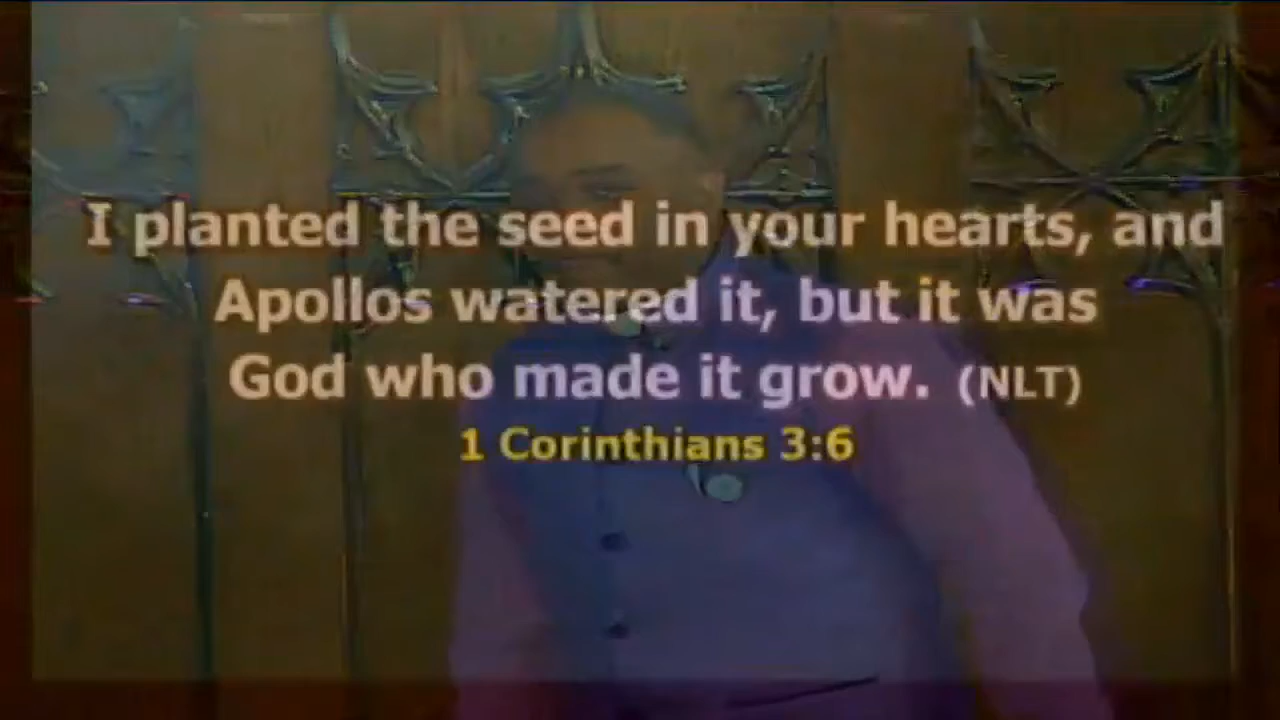 I planted the seed in your hearts, and
Apollos watered it, but it was
God who made it grow. (NLT)
1 Corinthians 3:6